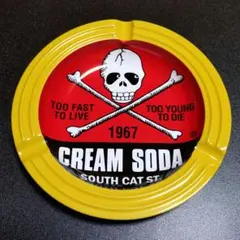 TOO FAST
TO LIVE
TOO YOUNG
TO DIE
1967
CREAM SODA
SOUTH CAT ST.